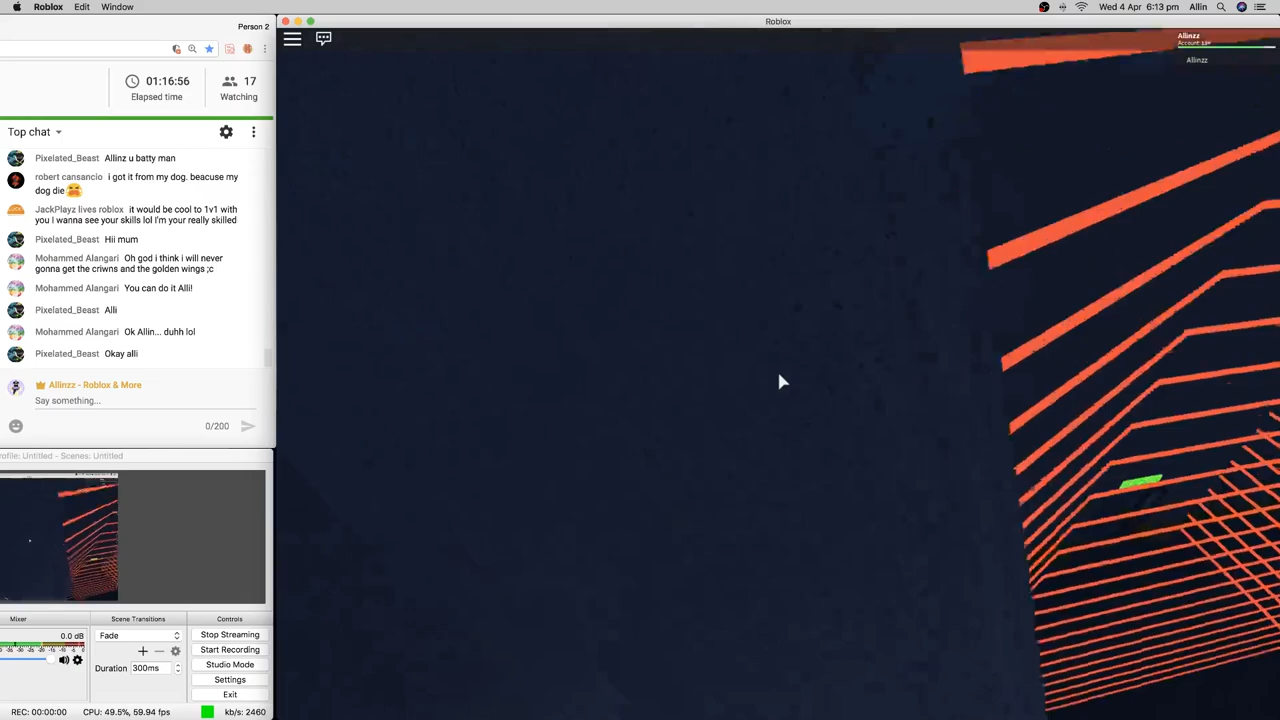 Roblox Edit Window
Wed 4 Apr 6:13 pm Allin
Person 2
Roblox
01:16:56
Elapsed time
17
Watching
Top chat
Pixelated_Beast Allinz u batty man
robert cansancio i got it from my dog. beacuse my
dog die
JackPlayz lives roblox it would be cool to 1v1 with
you i wanna see your skills lol I'm your really skilled
Pixelated_Beast Hii mum
Mohammed Alangari Oh god i think i will never
gonna get the criwns and the golden wings ;c
Mohammed Alangari You can do it Alli!
Pixelated_Beast Alli
Mohammed Alangari Ok Allin... duhh lol
Pixelated_Beast Okay alli
Allinzz - Roblox & More
Say something...
0/200
rofile: Untitled - Scenes: Untitled
Mixer
0.0 dB
Scene Transitions
Fade
Duration 300ms
Controls
Stop Streaming
Start Recording
Studio Mode
Settings
Exit
REC: 00:00:00 CPU: 49.5%, 59.94 fps kb/s: 2460
Allinzz
Account: 13+
Allinzz